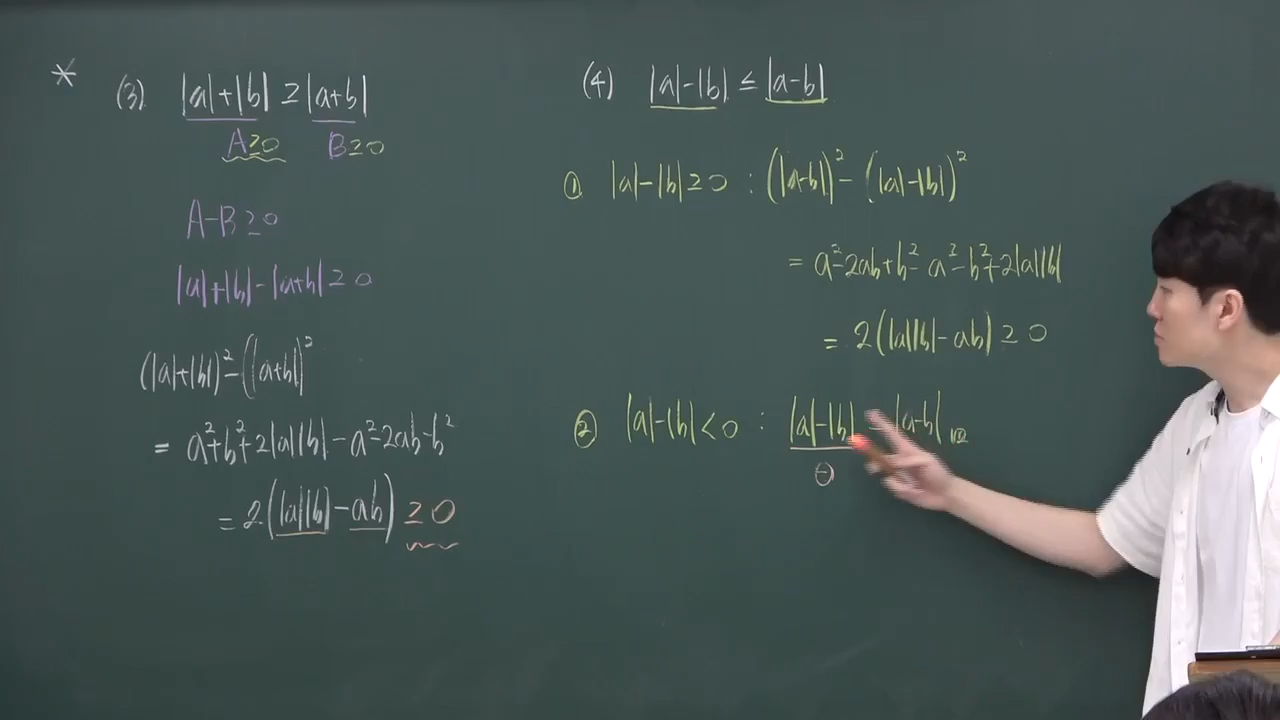 * (3) |a|+|b| ≥ |a+b|
A≥0 B≥0
A-B≥0
|a|+|b|-|a+b|≥0
(|a|+|b|)²-(|a+b|)²
= a²+b²+2|a||b|-a²-2ab-b²
= 2(|a||b|-ab) ≥0
(4) |a|-|b| ≤ |a-b|
① |a|-|b|≥0 : (|a-b|)²-(|a|-|b|)²
= a²-2ab+b²-a²-b²+2|a||b|
= 2(|a||b|-ab)≥0
② |a|-|b|<0 : |a|-|b| |a-b|
⊖